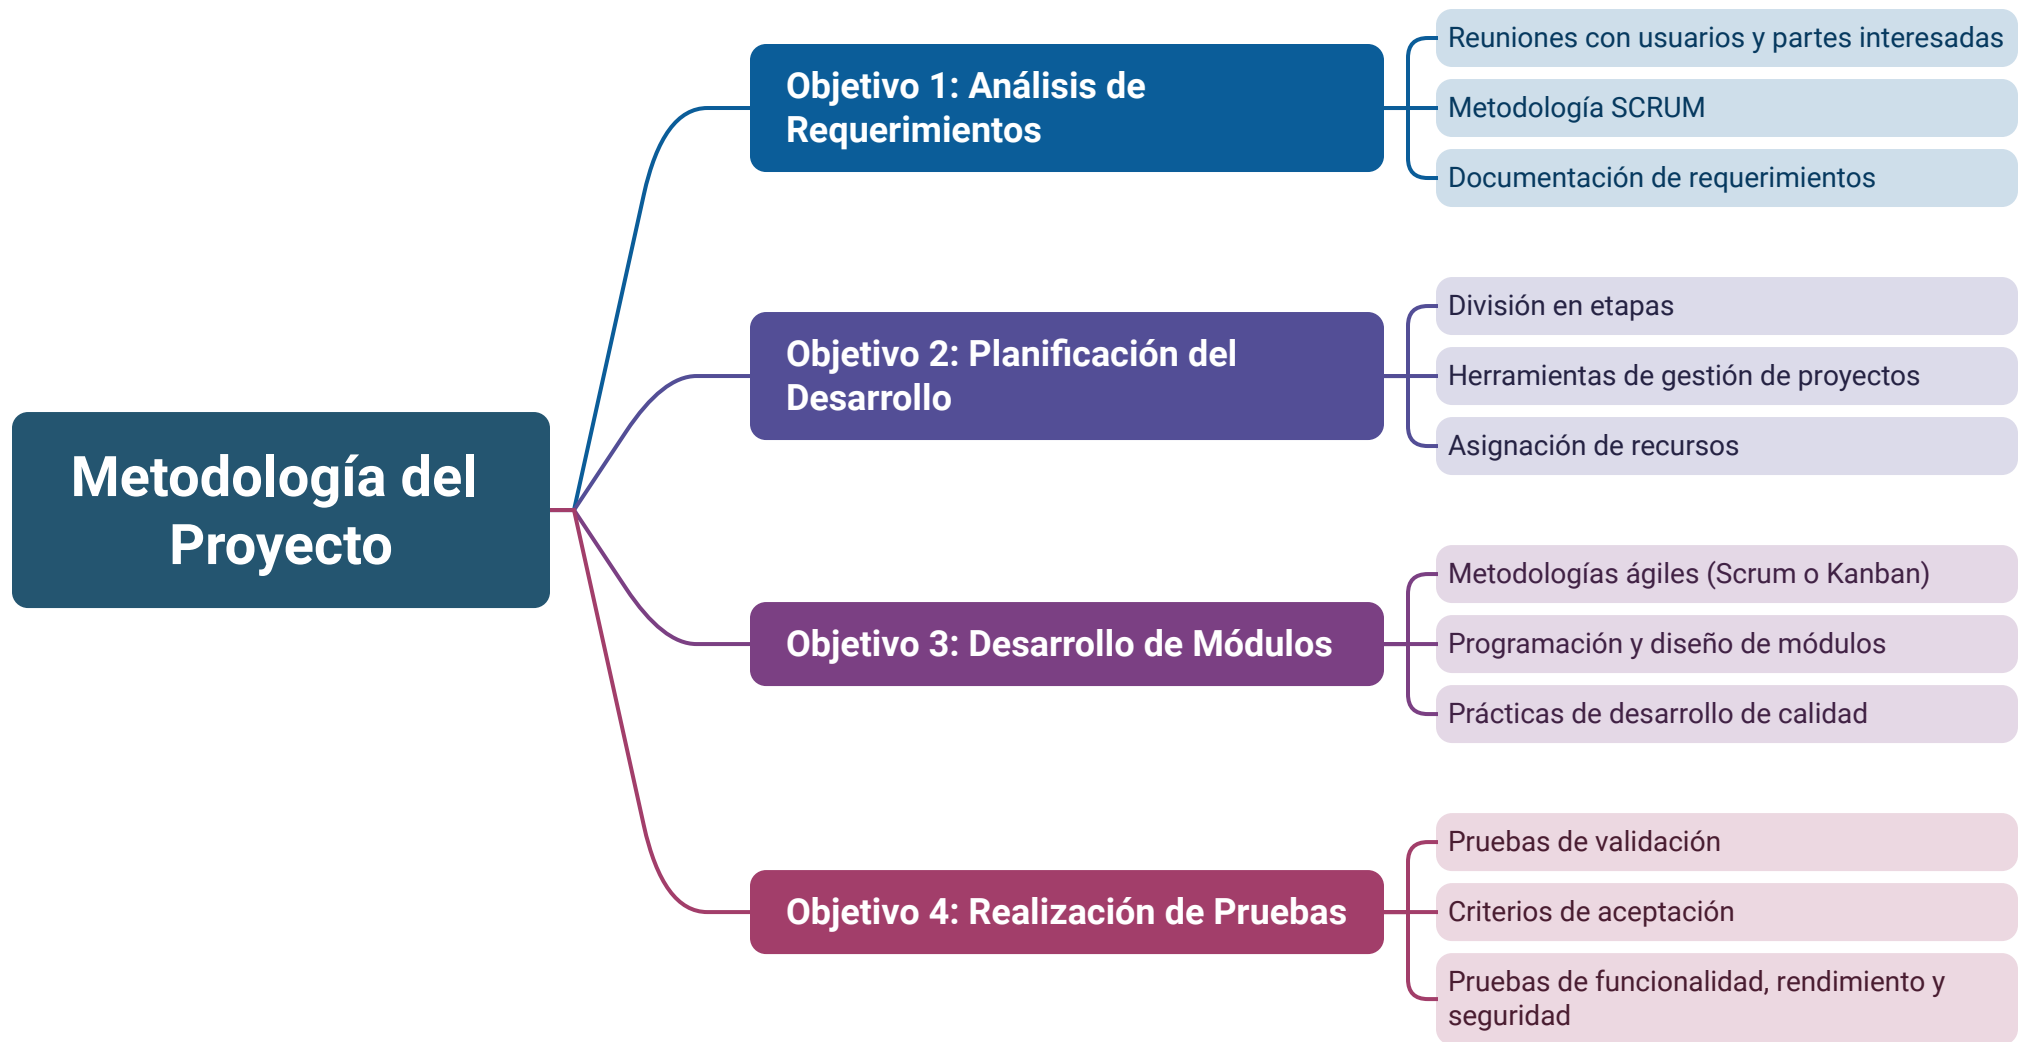 Metodología del
Proyecto
Objetivo 1: Análisis de
Requerimientos
Reuniones con usuarios y partes interesadas
Metodología SCRUM
Documentación de requerimientos
Objetivo 2: Planificación del
Desarrollo
División en etapas
Herramientas de gestión de proyectos
Asignación de recursos
Objetivo 3: Desarrollo de Módulos
Metodologías ágiles (Scrum o Kanban)
Programación y diseño de módulos
Prácticas de desarrollo de calidad
Objetivo 4: Realización de Pruebas
Pruebas de validación
Criterios de aceptación
Pruebas de funcionalidad, rendimiento y
seguridad